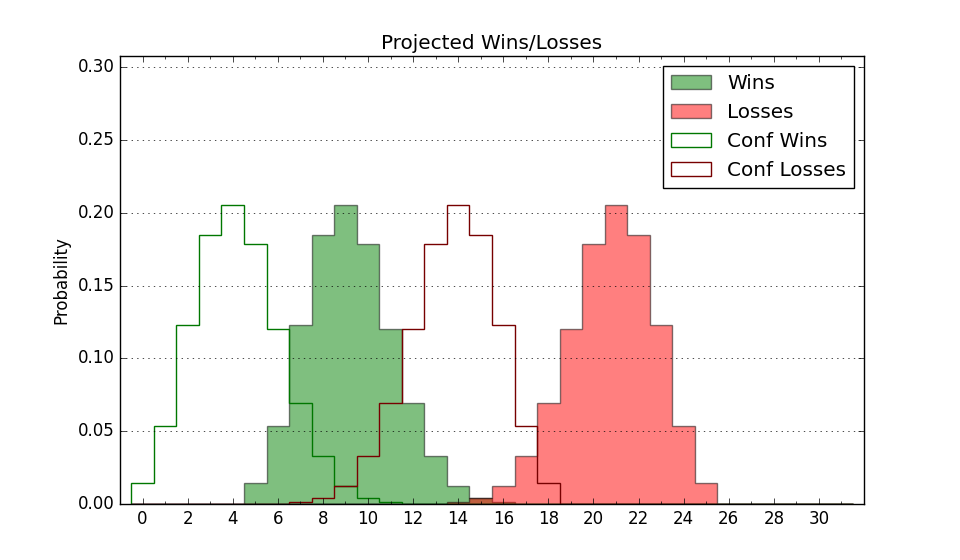 Projected Wins/Losses
0.30
0.25
0.20
0.15
0.10
0.05
0.00
Probability
Wins
Losses
Conf Wins
Conf Losses
0 2 4 6 8 10 12 14 16 18 20 22 24 26 28 30